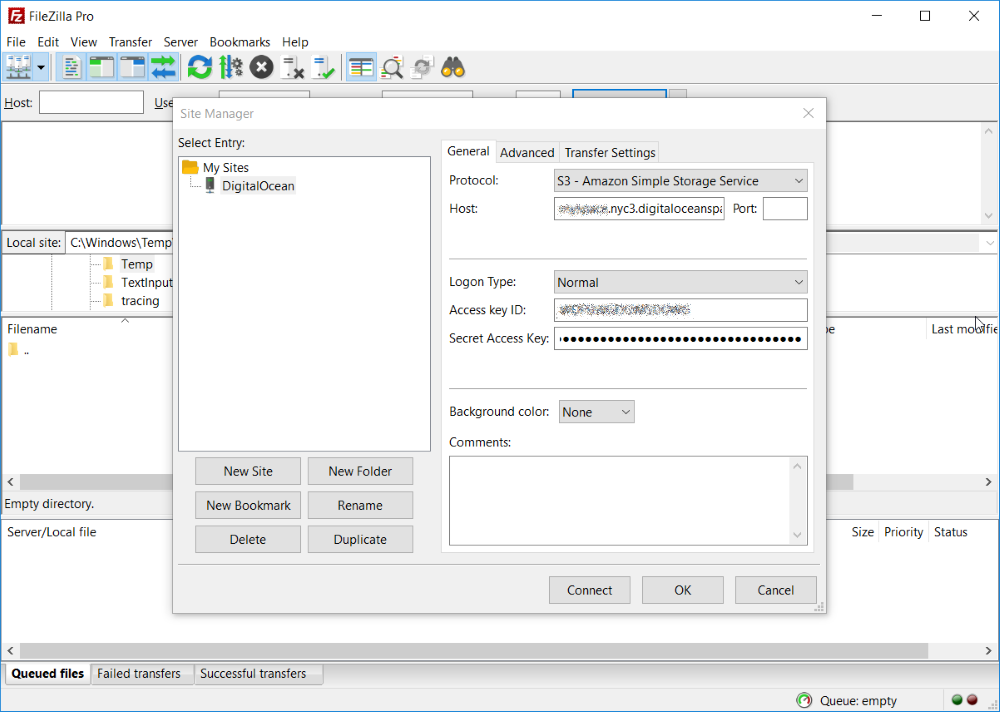 FileZilla Pro
File Edit View Transfer Server Bookmarks Help
Host:
Select Entry:
Site Manager
My Sites
DigitalOcean
General Advanced Transfer Settings
Protocol: S3 - Amazon Simple Storage Service
Host: .nyc3.digitaloceanspa Port:
Logon Type: Normal
Access key ID:
Secret Access Key:
Background color: None
Comments:
New Site New Folder
New Bookmark Rename
Delete Duplicate
Connect OK Cancel
Local site: C:\Windows\Temp
Temp
TextInput
tracing
Filename Last modifie
..
Empty directory.
Server/Local file Size Priority Status
Queued files Failed transfers Successful transfers
Queue: empty